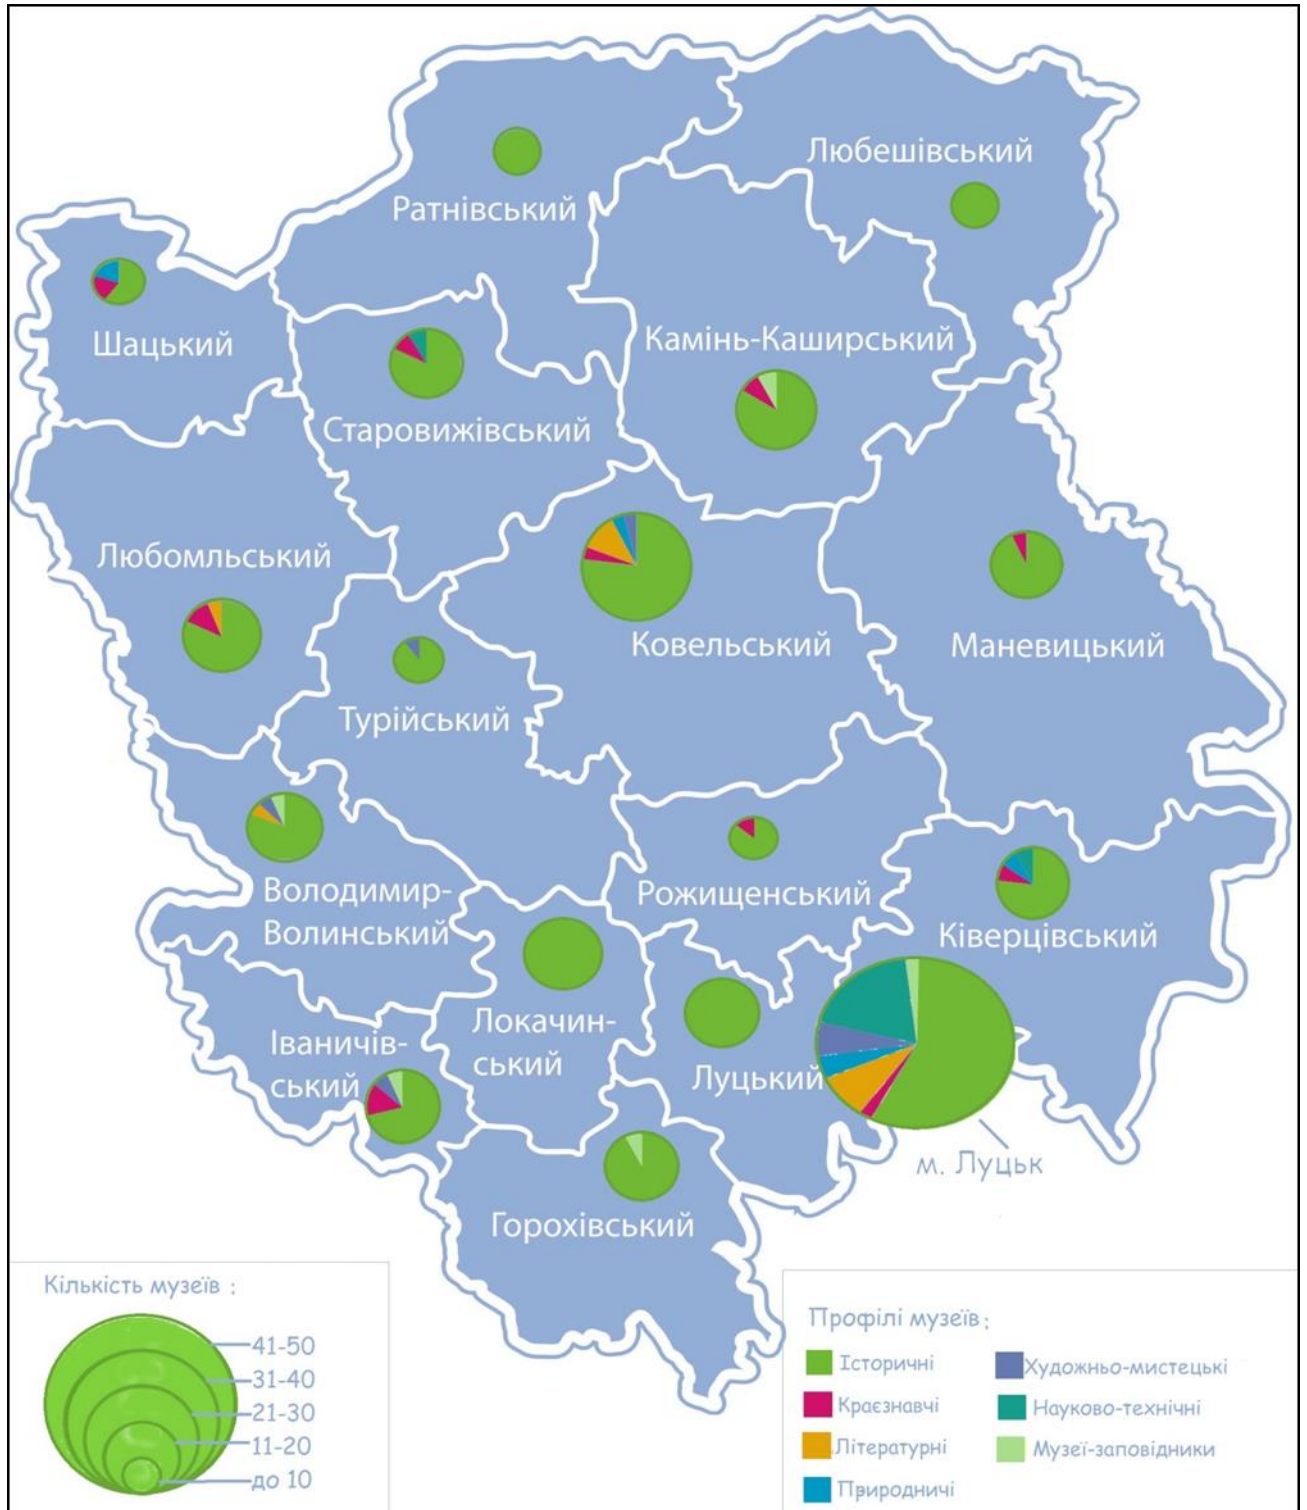 Любешівський
Ратнівський
Шацький
Камінь-Каширський
Старовижівський
Любомльський
Ковельський
Маневицький
Турійський
Володимир-
Волинський
Рожищенський
Ківерцівський
Локачин-
ський
Іваничів-
ський
Луцький
м. Луцьк
Горохівський
Кількість музеїв :
41-50
31-40
21-30
11-20
до 10
Профілі музеїв:
Історичні
Краєзнавчі
Літературні
Природничі
Художньо-мистецькі
Науково-технічні
Музеї-заповідники